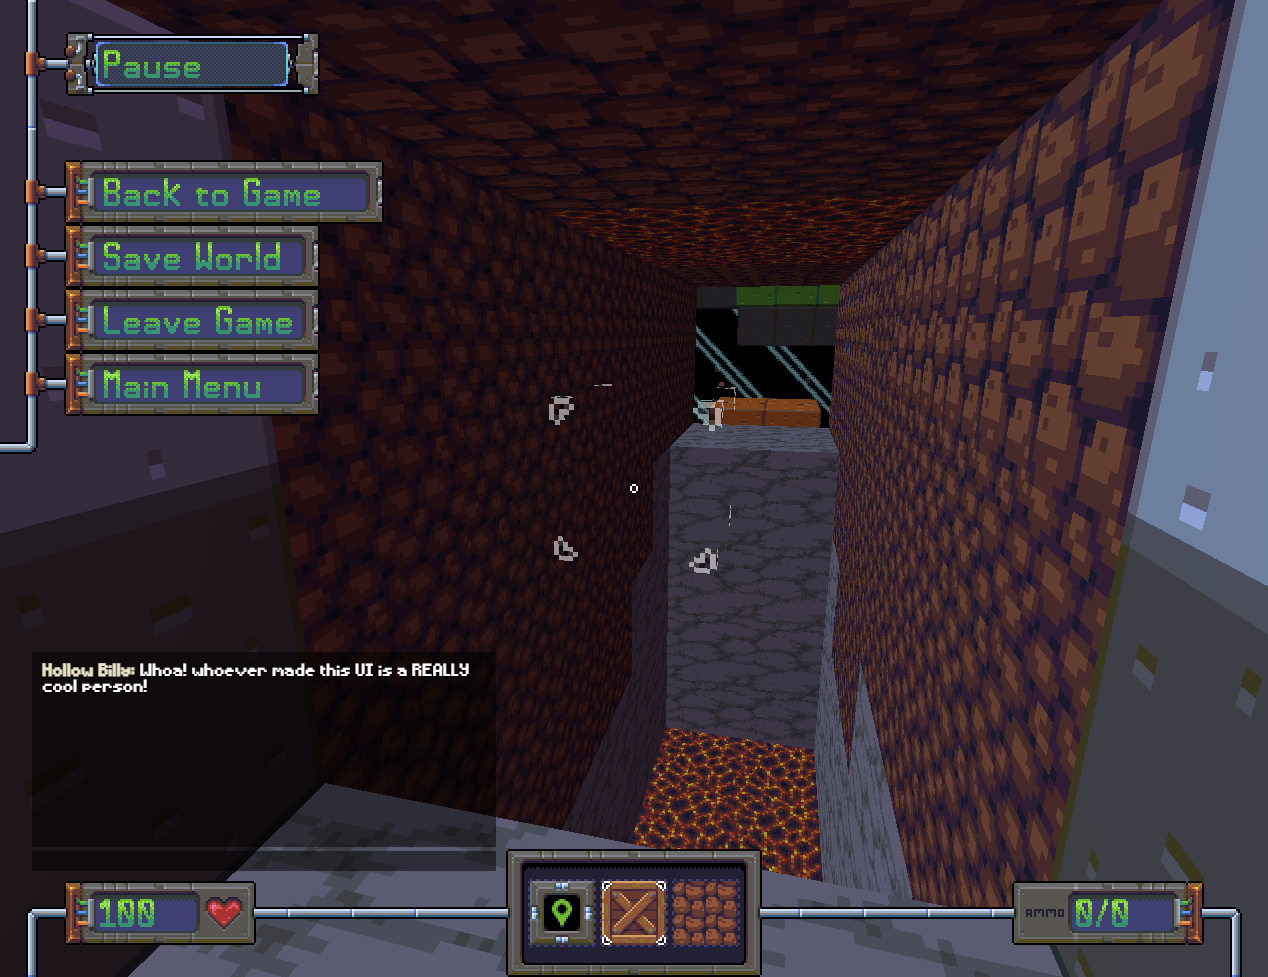 Pause
Back to Game
Save World
Leave Game
Main Menu
Hollow Billy: Whoa! whoever made this UI is a REALLY
cool person!
100
AMMO 0/0